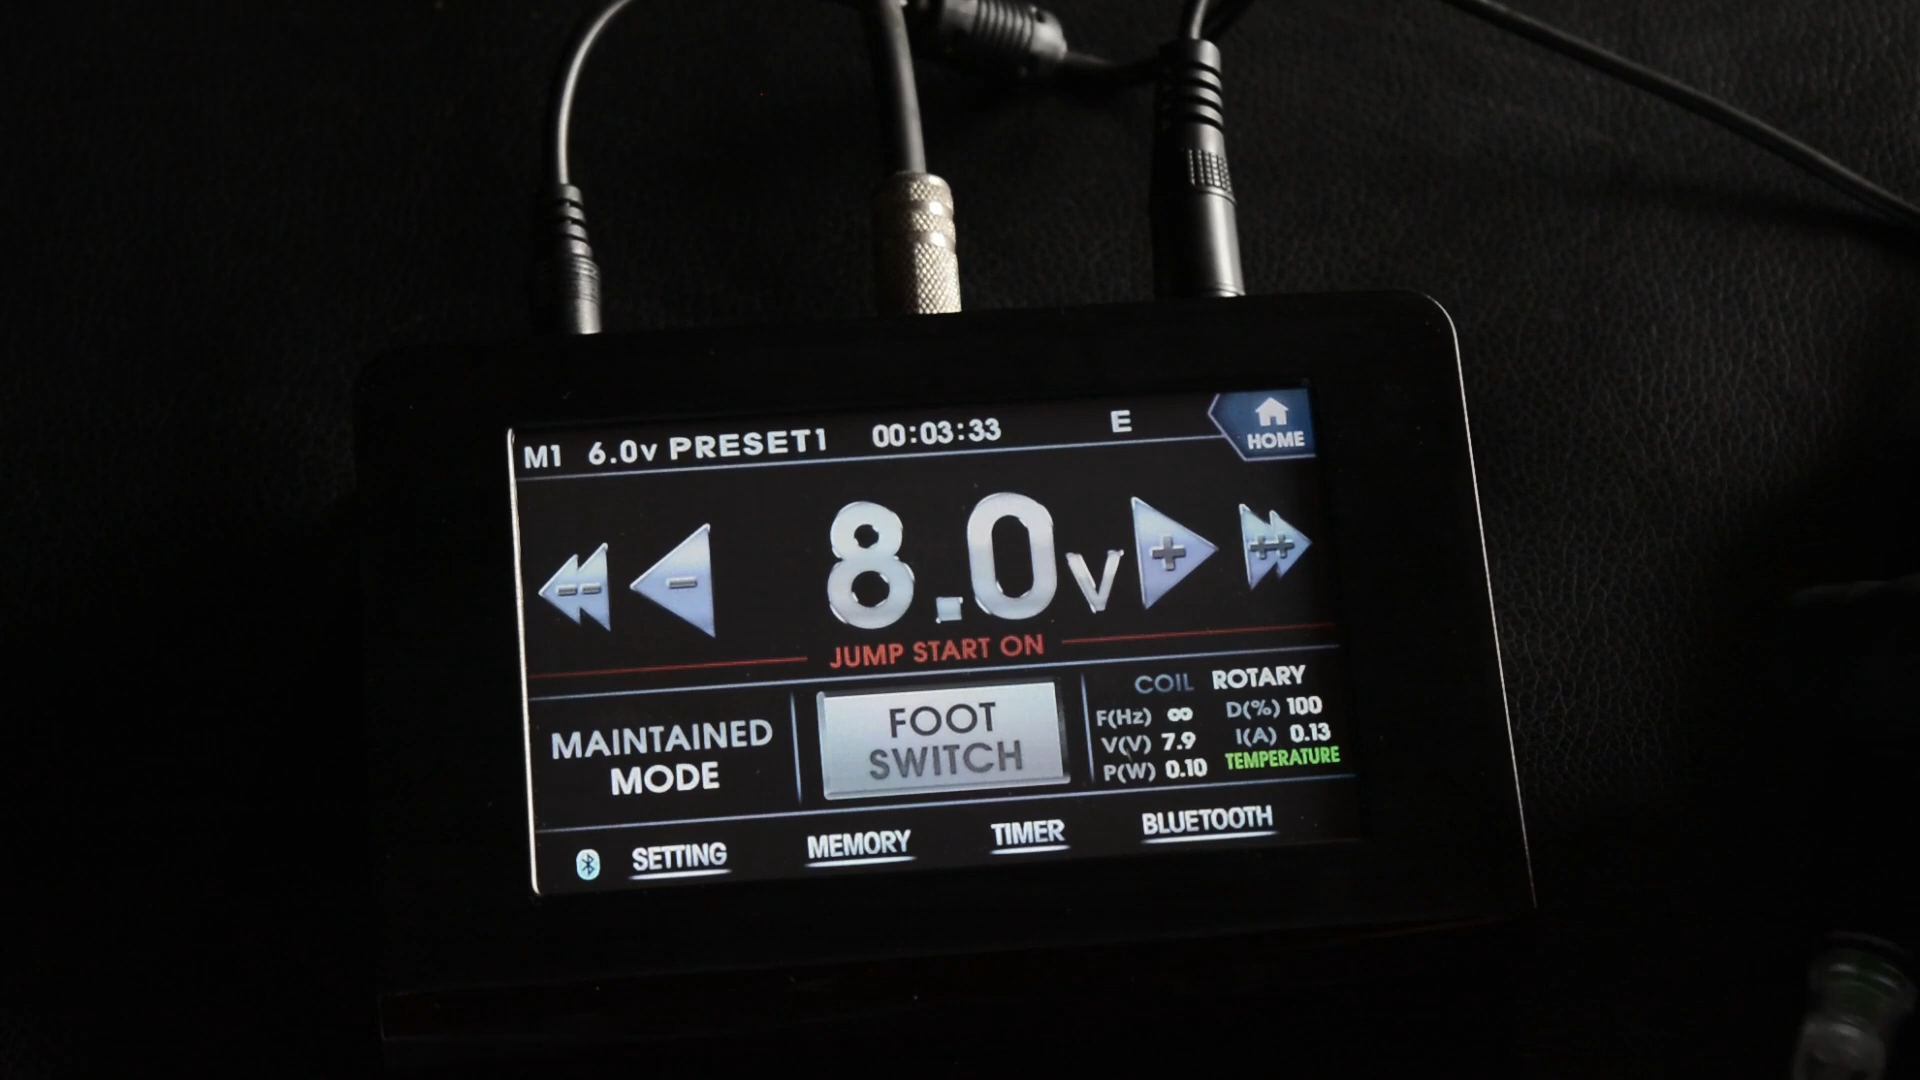 M1 6.0v PRESET1 00:03:33 E
HOME
-- - 8.0v + ++
JUMP START ON
MAINTAINED
MODE
FOOT
SWITCH
COIL ROTARY
F(Hz) ∞ D(%) 100
V(V) 7.9 I(A) 0.13
P(W) 0.10 TEMPERATURE
SETTING MEMORY TIMER BLUETOOTH